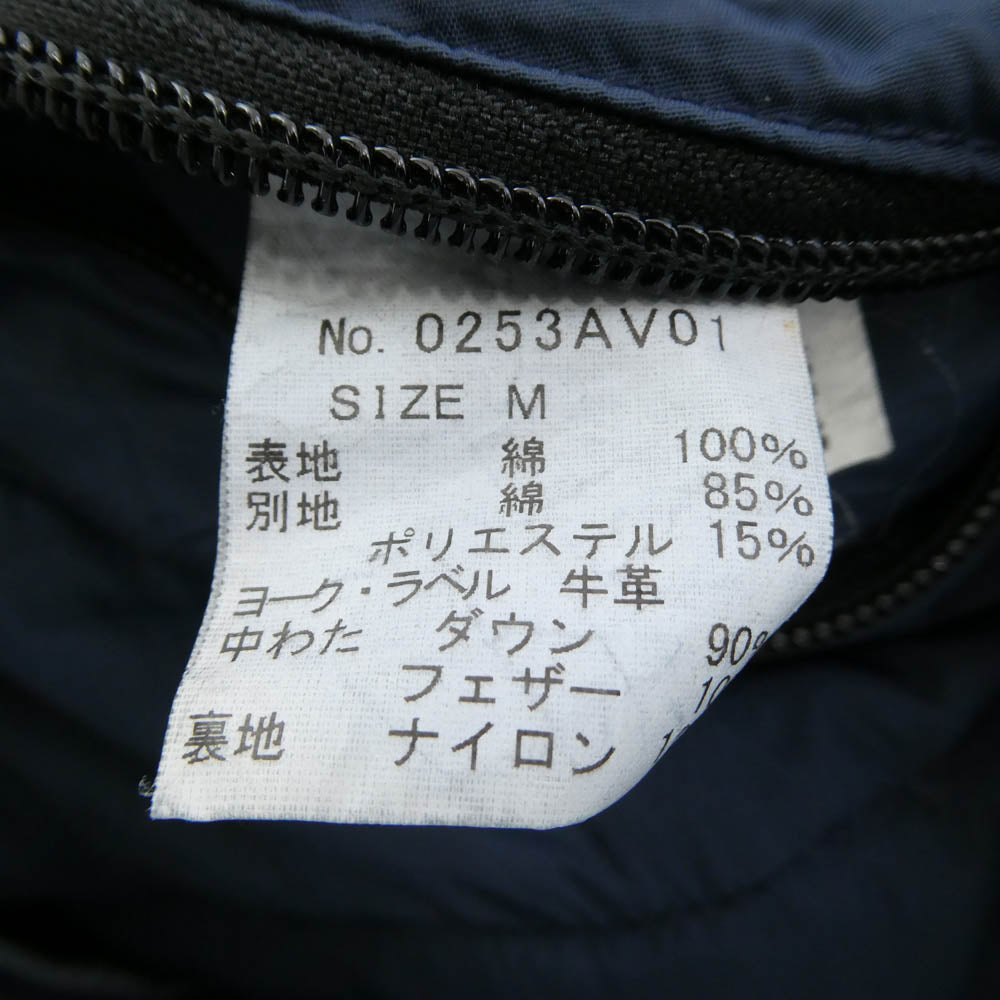 No. 0253AV01
SIZE M
表地 綿 100%
別地 綿 85%
ポリエステル 15%
ヨーク・ラベル 牛革
中わた ダウン 90%
フェザー
裏地 ナイロン